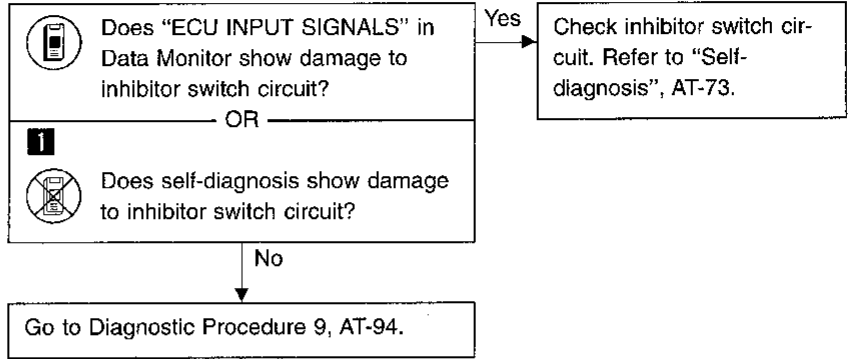 Does “ECU INPUT SIGNALS” in
Data Monitor show damage to
inhibitor switch circuit?
OR
1
Does self-diagnosis show damage
to inhibitor switch circuit?
Yes
Check inhibitor switch cir-
cuit. Refer to “Self-
diagnosis”, AT-73.
No
Go to Diagnostic Procedure 9, AT-94.